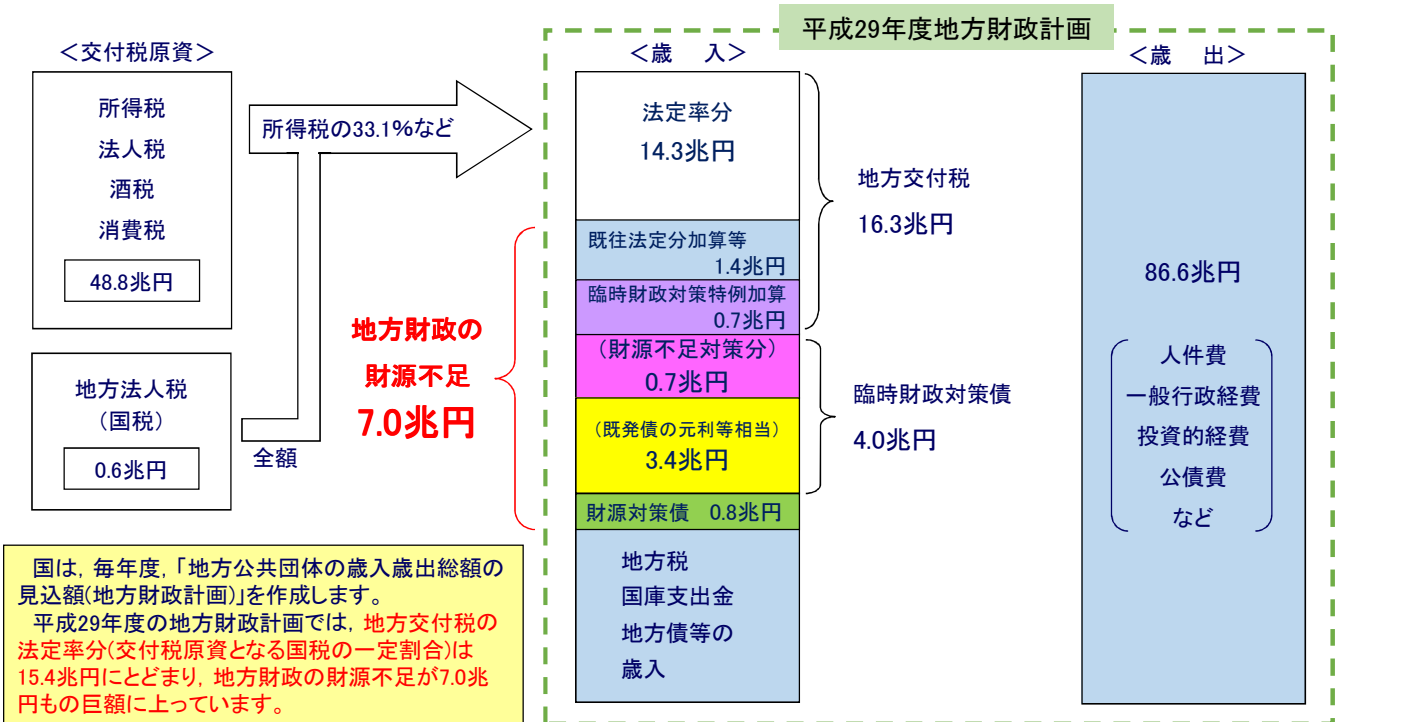 平成29年度地方財政計画
＜交付税原資＞
所得税
法人税
酒税
消費税
48.8兆円
地方法人税
（国税）
0.6兆円
所得税の33.1％など
全額
地方財政の
財源不足
7.0兆円
＜歳　入＞
法定率分
14.3兆円
既往法定分加算等
1.4兆円
臨時財政対策特例加算
0.7兆円
（財源不足対策分）
0.7兆円
（既発債の元利等相当）
3.4兆円
財源対策債　0.8兆円
地方税
国庫支出金
地方債等の
歳入
地方交付税
16.3兆円
臨時財政対策債
4.0兆円
＜歳　出＞
86.6兆円
人件費
一般行政経費
投資的経費
公債費
など
国は，毎年度，「地方公共団体の歳入歳出総額の
見込額(地方財政計画)」を作成します。
平成29年度の地方財政計画では，地方交付税の
法定率分(交付税原資となる国税の一定割合)は
15.4兆円にとどまり，地方財政の財源不足が7.0兆
円もの巨額に上っています。